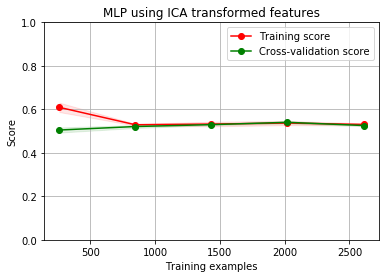 MLP using ICA transformed features
1.0
0.8
0.6
0.4
0.2
0.0
Score
Training score
Cross-validation score
500
1000
1500
2000
2500
Training examples